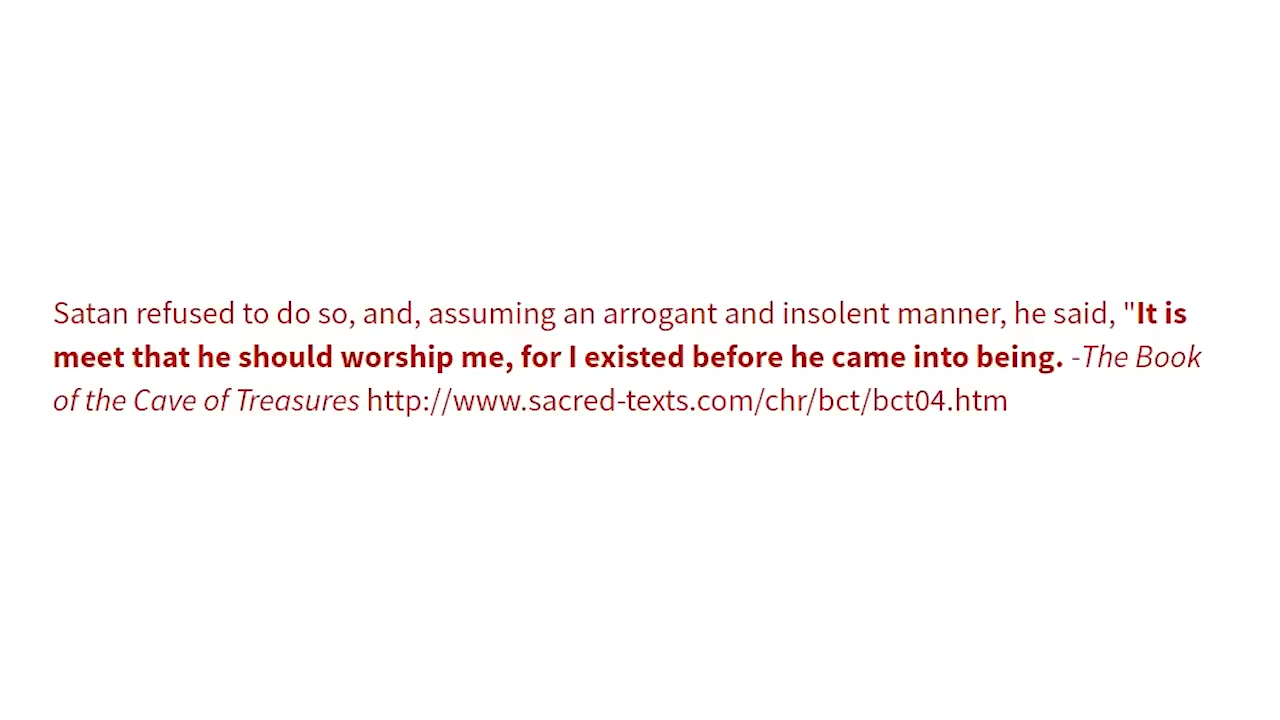 Satan refused to do so, and, assuming an arrogant and insolent manner, he said, "It is
meet that he should worship me, for I existed before he came into being. -The Book
of the Cave of Treasures http://www.sacred-texts.com/chr/bct/bct04.htm